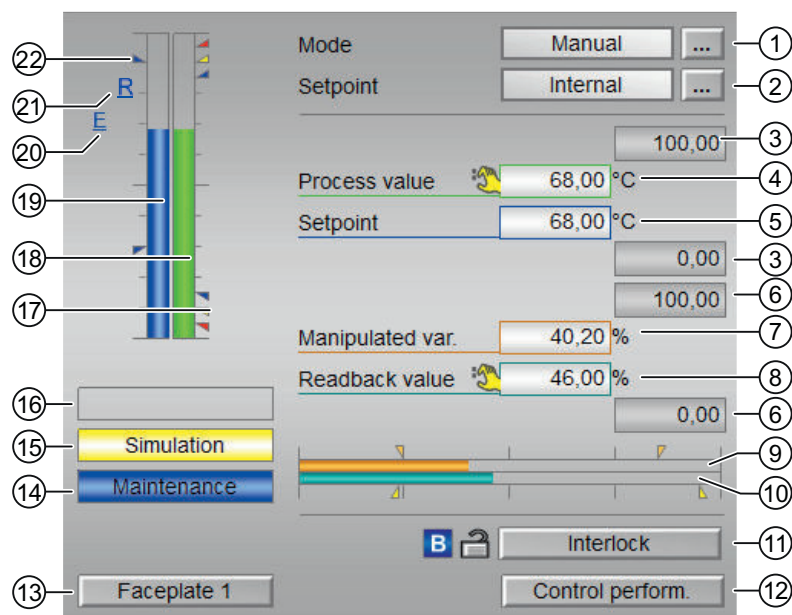 Mode Manual ... 1
22
21 R Setpoint Internal ... 2
20 E
100,00 3
Process value 68,00 °C 4
19
Setpoint 68,00 °C 5
18
0,00 3
17
100,00 6
Manipulated var. 40,20 % 7
Readback value 46,00 % 8
16
0,00 6
15 Simulation
9
14 Maintenance
10
B Interlock 11
13 Faceplate 1 Control perform. 12